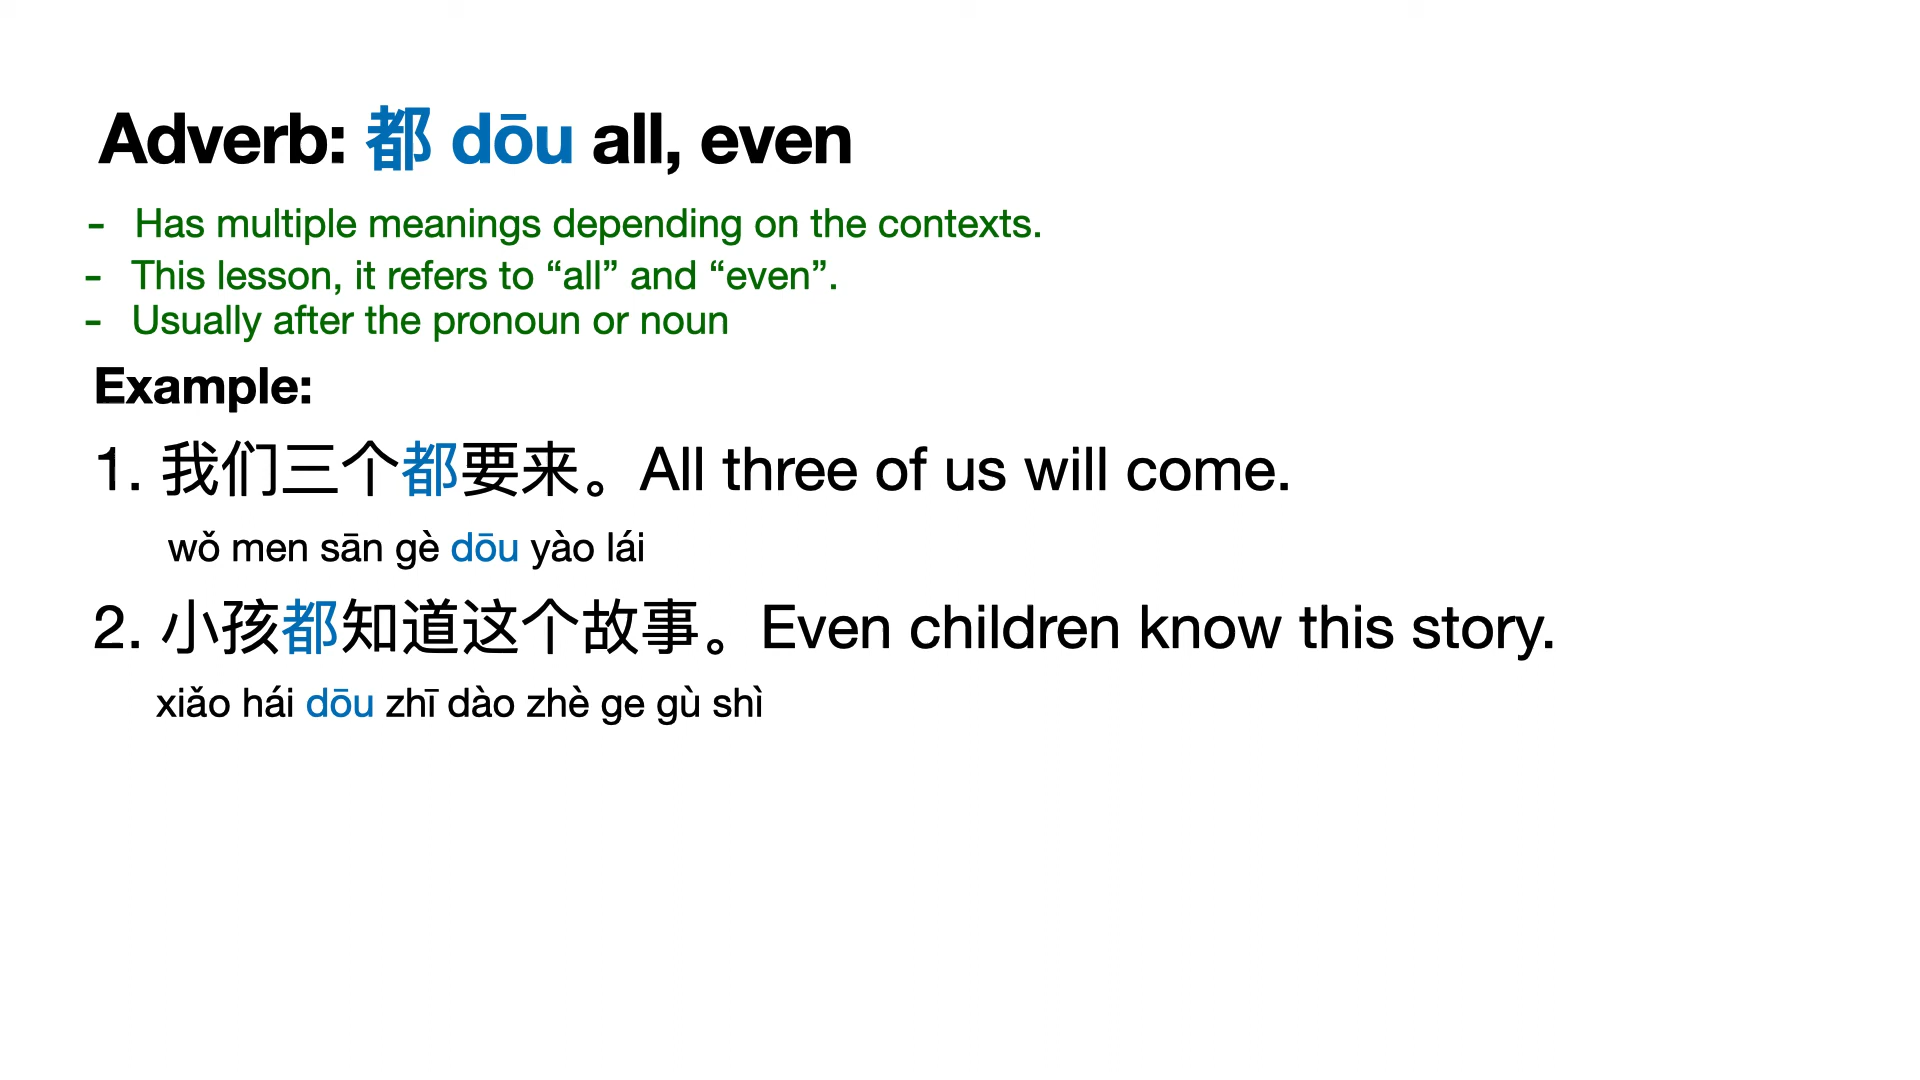 Adverb: 都 dōu all, even
- Has multiple meanings depending on the contexts.
- This lesson, it refers to “all” and “even”.
- Usually after the pronoun or noun
Example:
1. 我们三个都要来。All three of us will come.
wǒ men sān gè dōu yào lái
2. 小孩都知道这个故事。Even children know this story.
xiǎo hái dōu zhī dào zhè ge gù shì